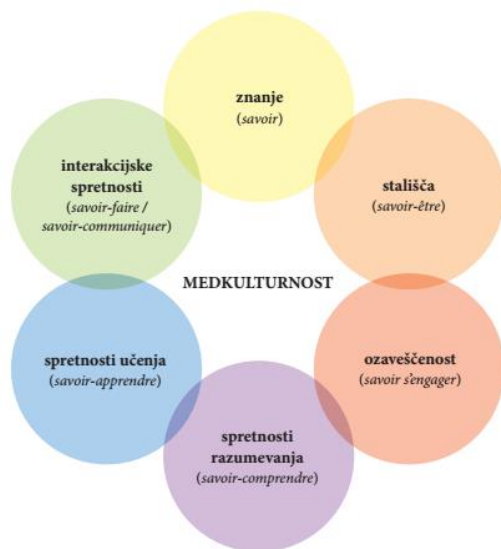 znanje
(savoir)
interakcijske
spretnosti
(savoir-faire /
savoir-communiquer)
stališča
(savoir-être)
MEDKULTURNOST
spretnosti učenja
(savoir-apprendre)
ozaveščenost
(savoir s'engager)
spretnosti
razumevanja
(savoir-comprendre)